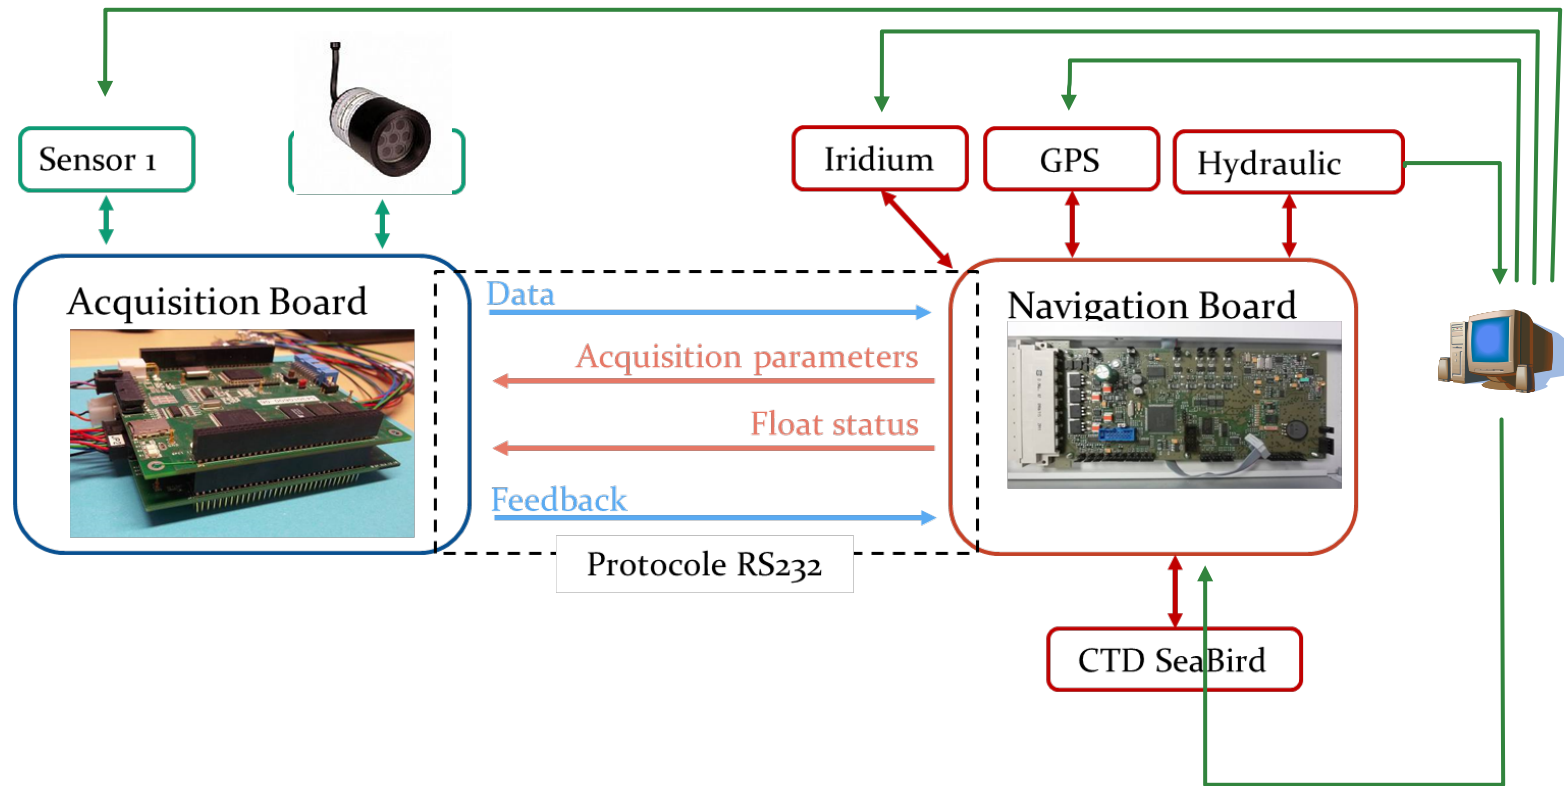 Sensor 1
Iridium
GPS
Hydraulic
Acquisition Board
Data
Navigation Board
Acquisition parameters
Float status
Feedback
Protocole RS232
CTD SeaBird